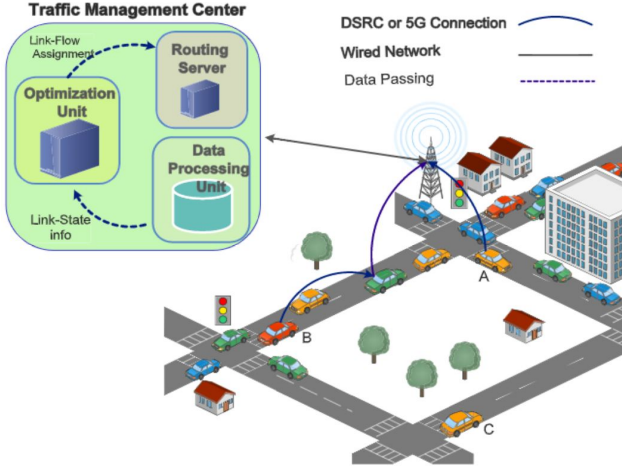 Traffic Management Center
Link-Flow
Assignment
Routing
Server
Optimization
Unit
Data
Processing
Unit
Link-State
info
DSRC or 5G Connection
Wired Network
Data Passing
A
B
C